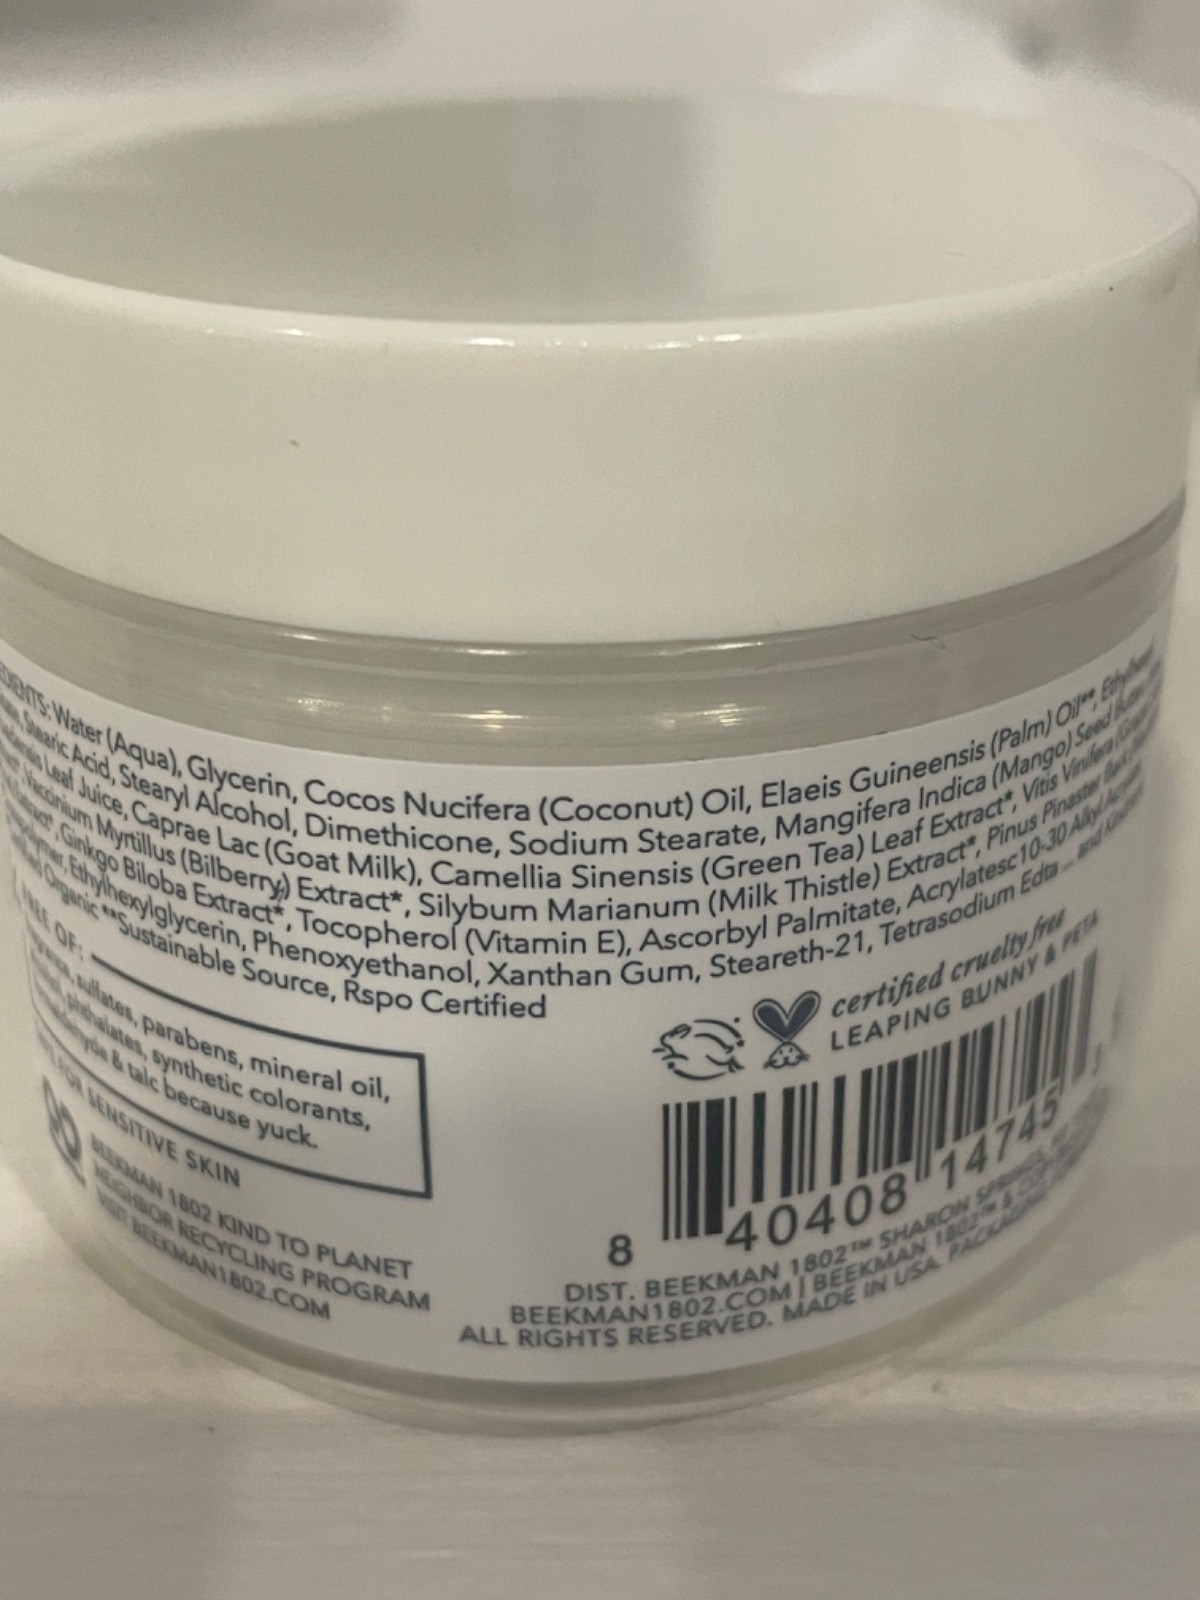 Water (Aqua), Glycerin, Cocos Nucifera (Coconut) Oil, Elaeis Guineensis (Palm) Oil**,
Stearic Acid, Stearyl Alcohol, Dimethicone, Sodium Stearate, Mangifera Indica (Mango) Seed
Leaf Juice, Caprae Lac (Goat Milk), Camellia Sinensis (Green Tea) Leaf Extract*, Vitis Vinifera
Vaccinium Myrtillus (Bilberry) Extract*, Silybum Marianum (Milk Thistle) Extract*, Pinus Pinaster Bark
Ginkgo Biloba Extract*, Tocopherol (Vitamin E), Ascorbyl Palmitate, Acrylatesc10-30 Allyl
Ethylhexylglycerin, Phenoxyethanol, Xanthan Gum, Steareth-21, Tetrasodium Edta
Organic **Sustainable Source, Rspo Certified
FREE OF:
sulfates, parabens, mineral oil,
phthalates, synthetic colorants,
& talc because yuck.
FOR SENSITIVE SKIN
BEEKMAN 1802 KIND TO PLANET
NEIGHBOR RECYCLING PROGRAM
VISIT BEEKMAN1802.COM
certified cruelty free
LEAPING BUNNY & PETA
8 40408 14745
DIST. BEEKMAN 1802™ SHARON SPRINGS,
BEEKMAN1802.COM | BEEKMAN 1802™ &
ALL RIGHTS RESERVED. MADE IN USA.